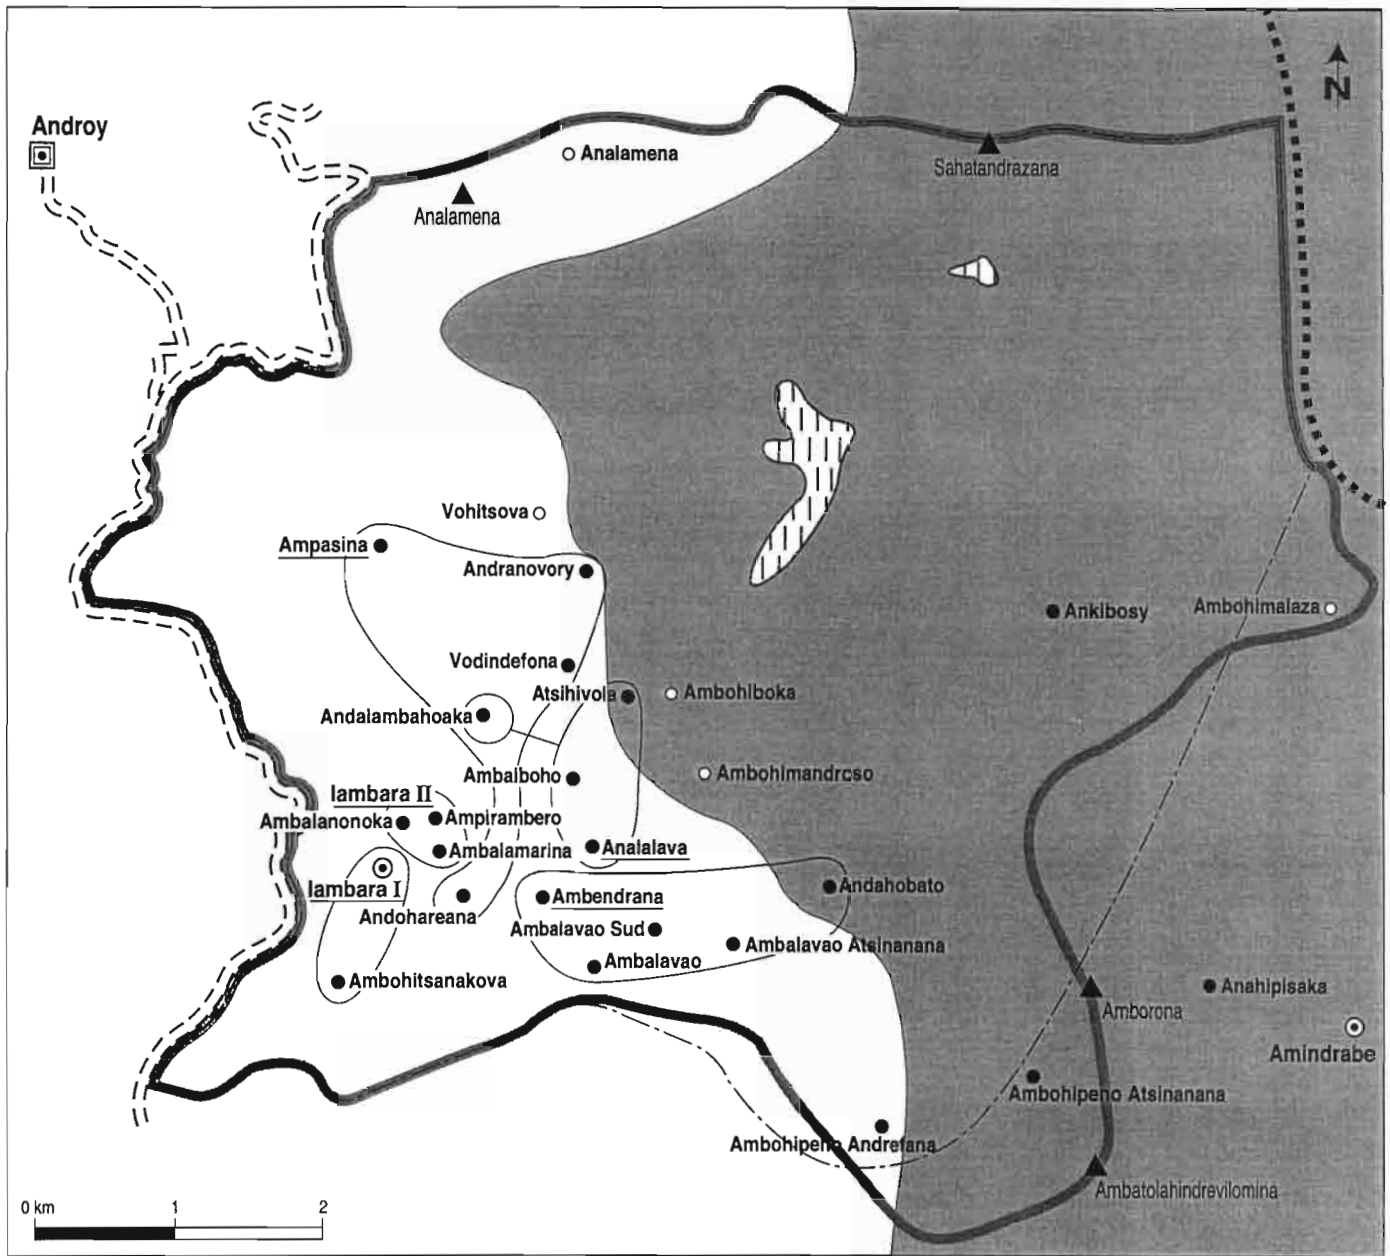 N
Androy
Analamena
Sahatandrazana
Analamena
Vohitsova
Ampasina
Andranovory
Ankibosy
Ambohimalaza
Vodindefona
Atsihivola
Ambohiboka
Andalambahoaka
Ambaiboho
Ambohimandroso
Iambara II
Ambalanonoka
Ampirambero
Ambalamarina
Analalava
Iambara I
Andahobato
Ambendrana
Andohareana
Ambalavao Sud
Ambalavao Atsinanana
Ambalavao
Ambohitsanakova
Anahipisaka
Amborona
Amindrabe
Ambohipeno Atsinanana
Ambohipeno Andrefana
Ambatolahindrevilomina
0 km 1 2